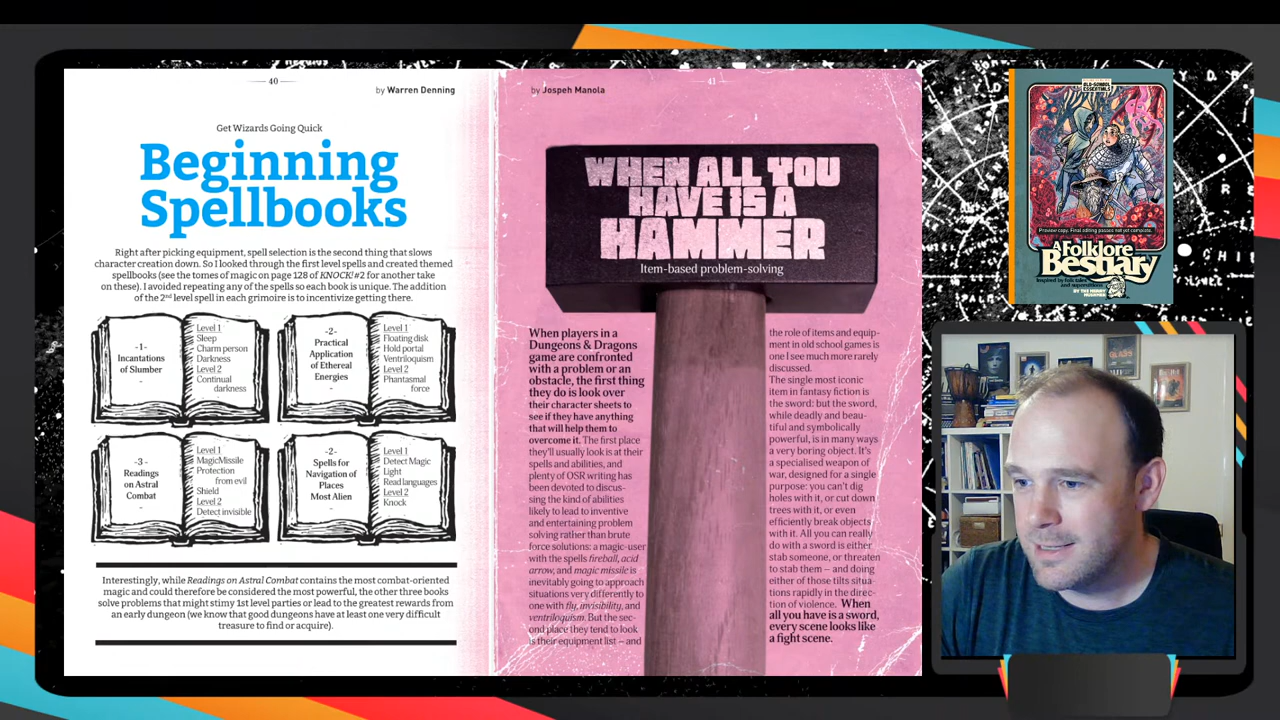 40
by Warren Denning
Get Wizards Going Quick
Beginning
Spellbooks
Right after picking equipment, spell selection is the second thing that slows
character creation down. So I looked through the first level spells and created themed
spellbooks (see the tomes of magic on page 128 of KNOCK! #2 for another take
on these). I avoided repeating any of the spells so each book is unique. The addition
of the 2nd level spell in each grimoire is to incentivize getting there.
-1-
Incantations
of Slumber
-
Level 1
Sleep
Charm person
Darkness
Level 2
Continual
darkness
-2-
Practical
Application
of Ethereal
Energies
-
Level 1
Floating disk
Hold portal
Ventriloquism
Level 2
Phantasmal
force
-3-
Readings
on Astral
Combat
-
Level 1
MagicMissile
Protection
from evil
Shield
Level 2
Detect invisible
-2-
Spells for
Navigation of
Places
Most Alien
-
Level 1
Detect Magic
Light
Read languages
Level 2
Knock
Interestingly, while Readings on Astral Combat contains the most combat-oriented
magic and could therefore be considered the most powerful, the other three books
solve problems that might stimy 1st level parties or lead to the greatest rewards from
an early dungeon (we know that good dungeons have at least one very difficult
treasure to find or acquire).
41
by Jospeh Manola
WHEN ALL YOU
HAVE IS A
HAMMER
Item-based problem-solving
When players in a
Dungeons & Dragons
game are confronted
with a problem or an
obstacle, the first thing
they do is look over
their character sheets to
see if they have anything
that will help them to
overcome it. The first place
they'll usually look is at their
spells and abilities, and
plenty of OSR writing has
been devoted to discus-
sing the kind of abilities
likely to lead to inventive
and entertaining problem
solving rather than brute
force solutions: a magic-user
with the spells fireball, acid
arrow, and magic missile is
inevitably going to approach
situations very differently to
one with fly, invisibility, and
ventriloquism. But the sec-
ond place they tend to look
is their equipment list – and
the role of items and equip-
ment in old school games is
one I see much more rarely
discussed.
The single most iconic
item in fantasy fiction is
the sword: but the sword,
while deadly and beau-
tiful and symbolically
powerful, is in many ways
a very boring object. It's
a specialised weapon of
war, designed for a single
purpose: you can't dig
holes with it, or cut down
trees with it, or even
efficiently break objects
with it. All you can really
do with a sword is either
stab someone, or threaten
to stab them – and doing
either of those tilts situa-
tions rapidly in the direc-
tion of violence. When
all you have is a sword,
every scene looks like
a fight scene.
OLD-SCHOOL
ESSENTIALS
Preview copy. Final editing passes not yet complete.
A Folklore
Bestiary
Inspired by folk tales
and superstitions
BY THE MERRY
MUSHMEN